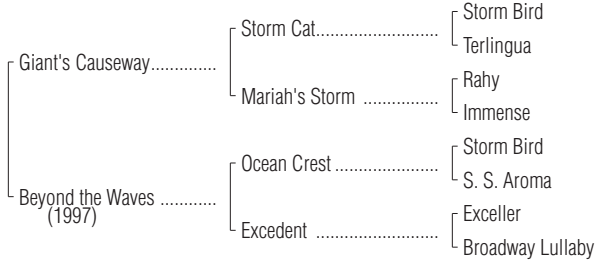 Storm Bird
Storm Cat..........................
Terlingua
Giant's Causeway..............
Rahy
Mariah's Storm ................
Immense
Storm Bird
Ocean Crest ......................
S. S. Aroma
Beyond the Waves ............
(1997)
Exceller
Excedent ..........................
Broadway Lullaby